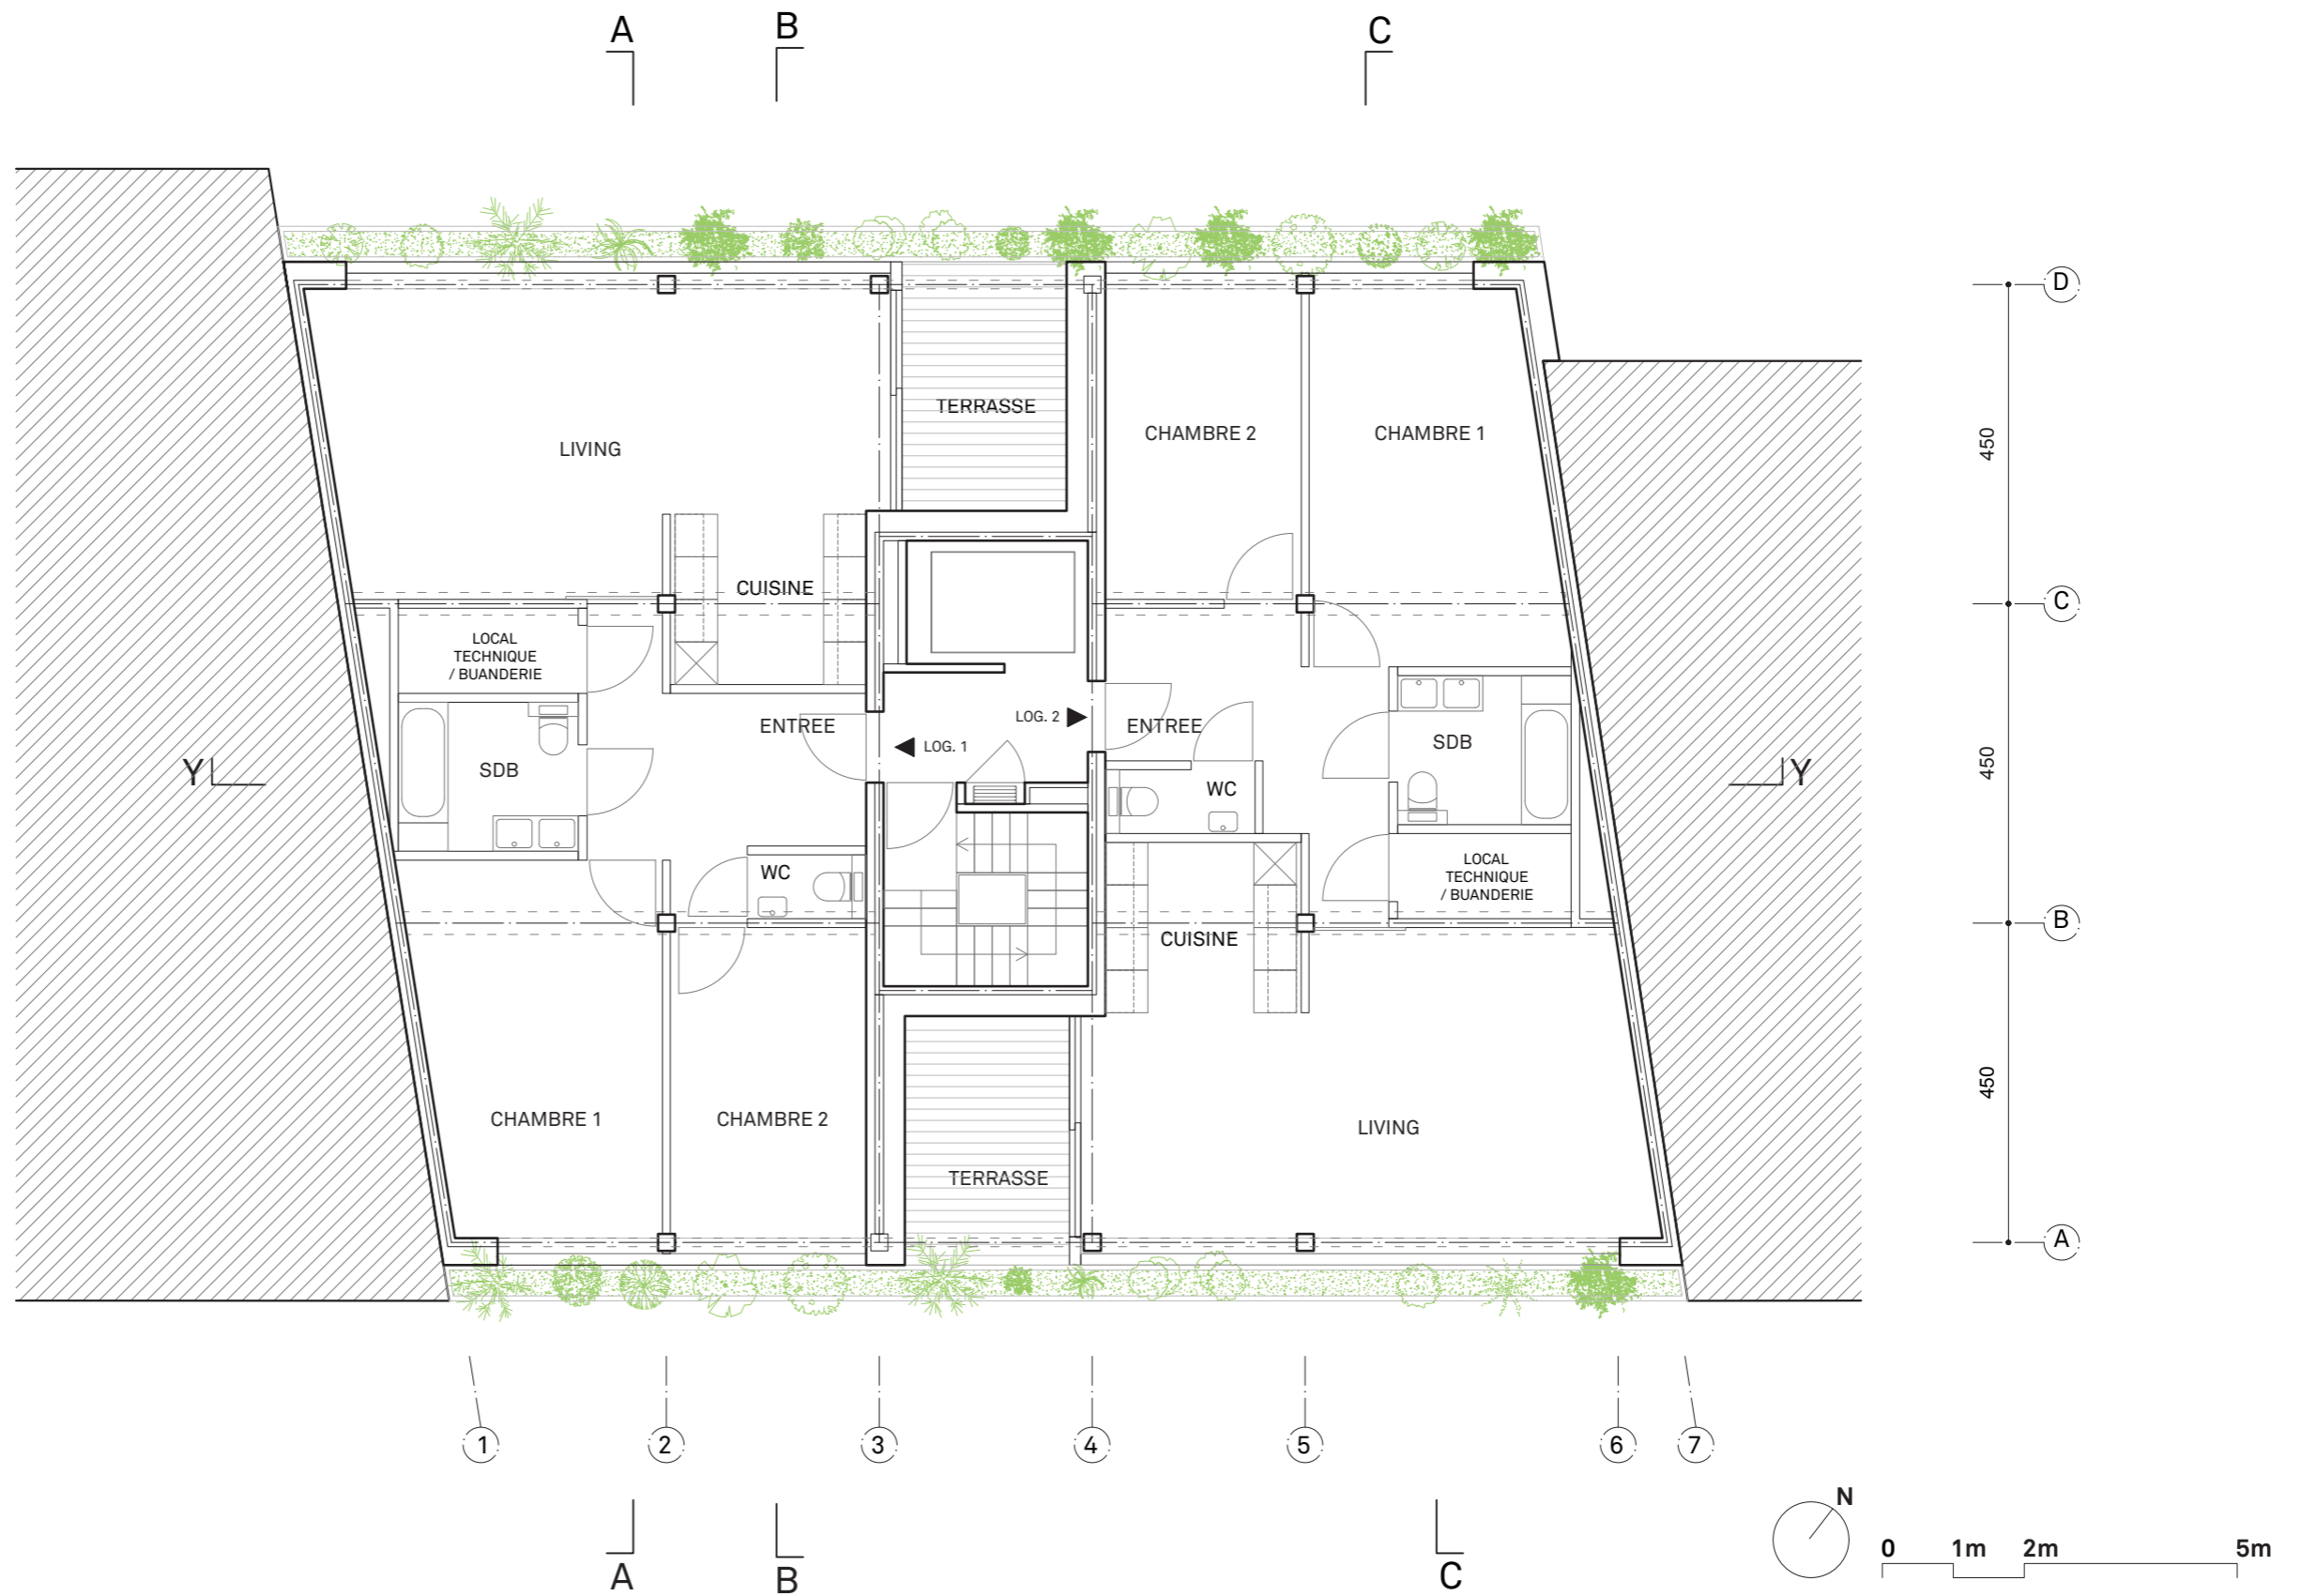 A
B
C
D
TERRASSE
CHAMBRE 2
CHAMBRE 1
LIVING
450
CUISINE
C
LOCAL
TECHNIQUE
/ BUANDERIE
ENTREE
LOG. 2
ENTREE
LOG. 1
SDB
SDB
450
Y
Y
WC
WC
LOCAL
TECHNIQUE
/ BUANDERIE
B
CUISINE
450
CHAMBRE 1
CHAMBRE 2
LIVING
TERRASSE
A
1
2
3
4
5
6
7
N
0 1m 2m 5m
A
B
C